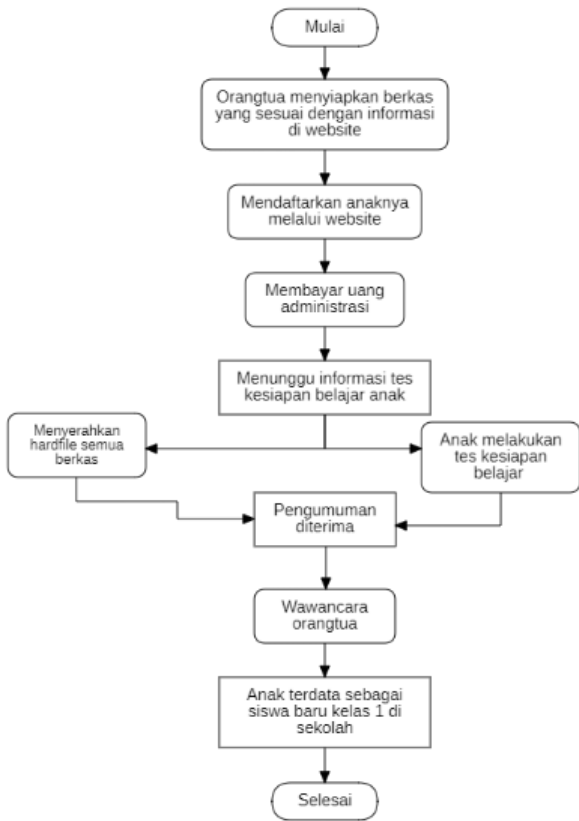 Mulai
Orangtua menyiapkan berkas
yang sesuai dengan informasi
di website
Mendaftarkan anaknya
melalui website
Membayar uang
administrasi
Menunggu informasi tes
kesiapan belajar anak
Menyerahkan
hardfile semua
berkas
Anak melakukan
tes kesiapan
belajar
Pengumuman
diterima
Wawancara
orangtua
Anak terdata sebagai
siswa baru kelas 1 di
sekolah
Selesai